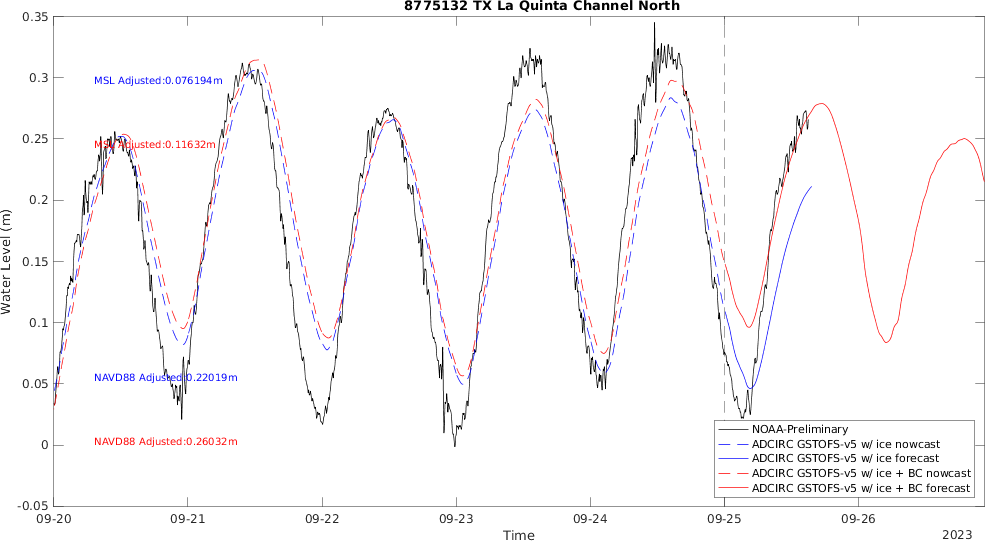 8775132 TX La Quinta Channel North
0.35
0.3
0.25
0.2
0.15
0.1
0.05
0
-0.05
Water Level (m)
MSL Adjusted:0.076194m
MSL Adjusted:0.11632m
NAVD88 Adjusted:0.22019m
NAVD88 Adjusted:0.26032m
NOAA-Preliminary
ADCIRC GSTOFS-v5 w/ ice nowcast
ADCIRC GSTOFS-v5 w/ ice forecast
ADCIRC GSTOFS-v5 w/ ice + BC nowcast
ADCIRC GSTOFS-v5 w/ ice + BC forecast
09-20 09-21 09-22 09-23 09-24 09-25 09-26
Time
2023